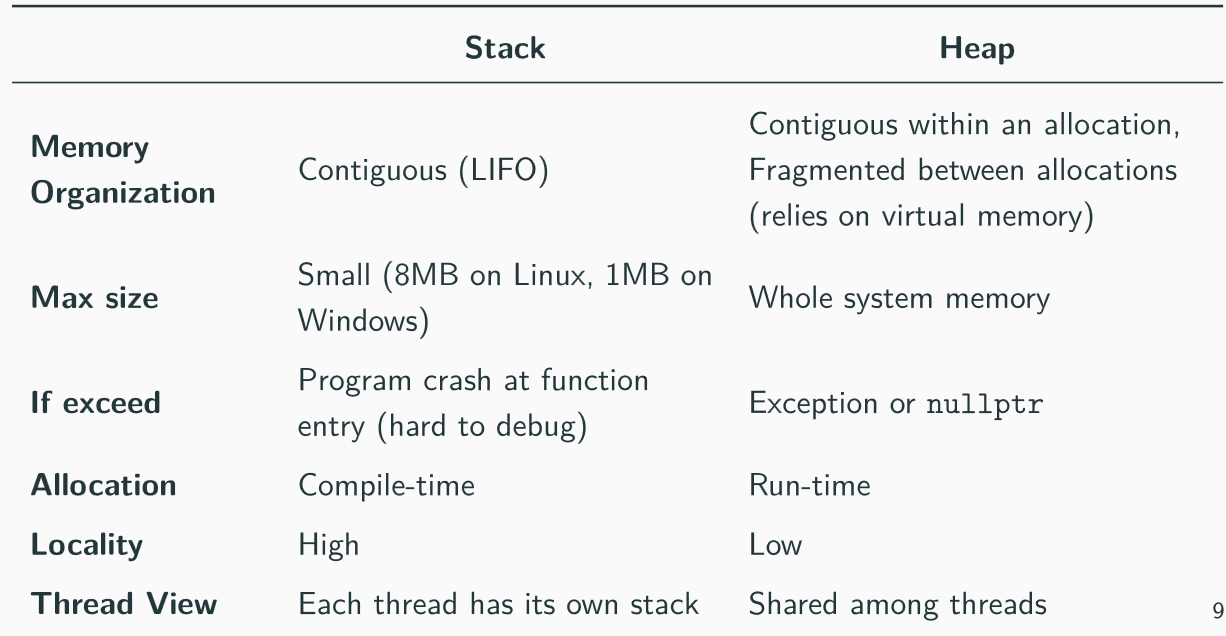 Stack Heap
Memory Organization Contiguous (LIFO) Contiguous within an allocation, Fragmented between allocations (relies on virtual memory)
Max size Small (8MB on Linux, 1MB on Windows) Whole system memory
If exceed Program crash at function entry (hard to debug) Exception or nullptr
Allocation Compile-time Run-time
Locality High Low
Thread View Each thread has its own stack Shared among threads
9